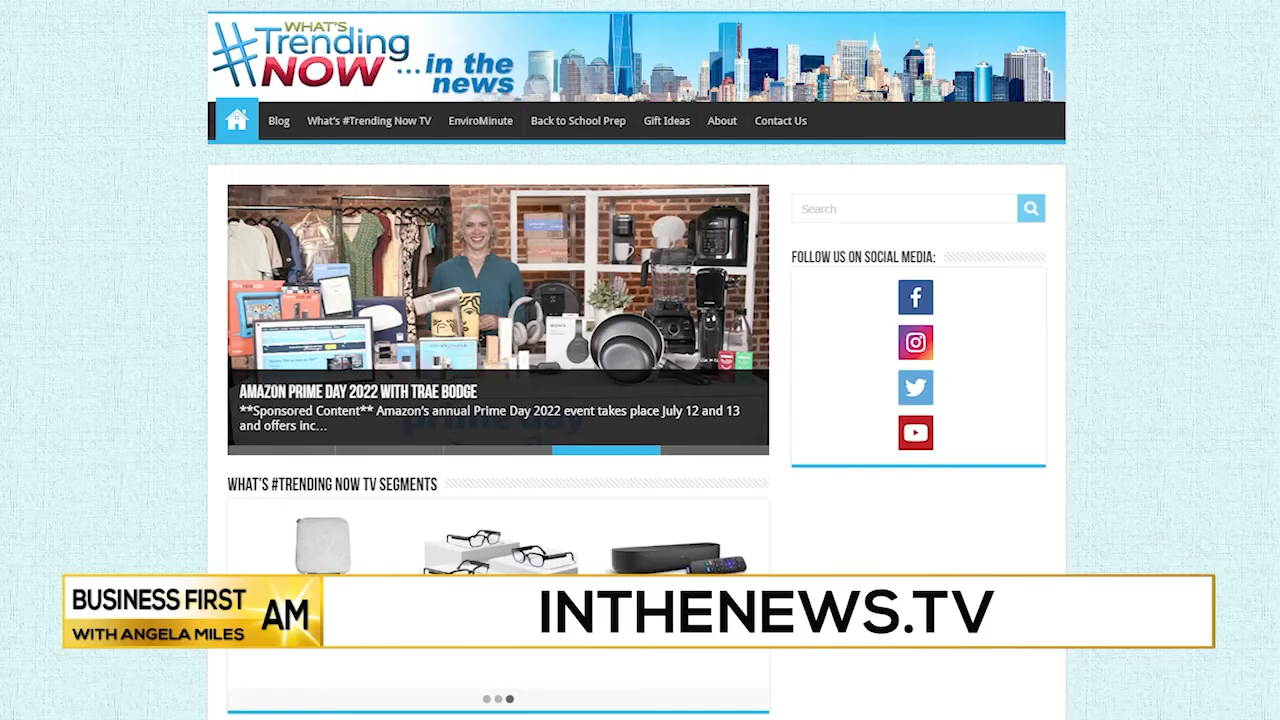 WHAT'S
#Trending
NOW
...in the
news
Blog What's #Trending Now TV EnviroMinute Back to School Prep Gift Ideas About Contact Us
Search
FOLLOW US ON SOCIAL MEDIA:
AMAZON PRIME DAY 2022 WITH TRAE BODGE
**Sponsored Content** Amazon's annual Prime Day 2022 event takes place July 12 and 13
and offers inc...
prime day
WHAT'S #TRENDING NOW TV SEGMENTS
BUSINESS FIRST
AM
WITH ANGELA MILES
INTHENEWS.TV